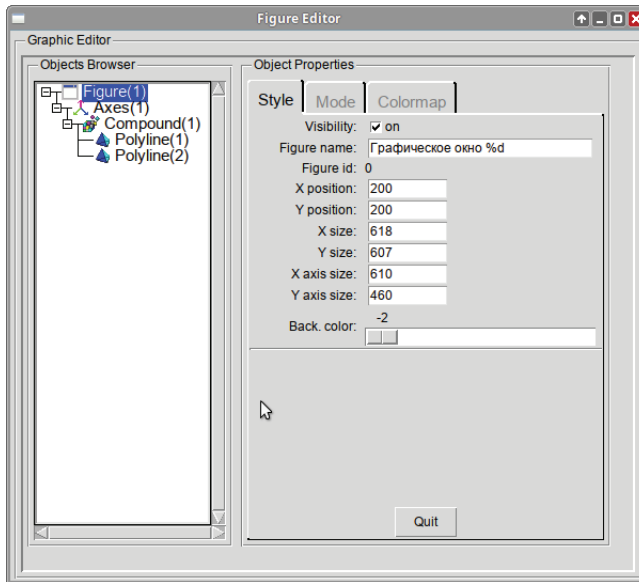 Figure Editor
Graphic Editor
Objects Browser
Figure(1)
Axes(1)
Compound(1)
Polyline(1)
Polyline(2)
Object Properties
Style Mode Colormap
Visibility: on
Figure name: Графическое окно %d
Figure id: 0
X position: 200
Y position: 200
X size: 618
Y size: 607
X axis size: 610
Y axis size: 460
-2
Back. color:
Quit